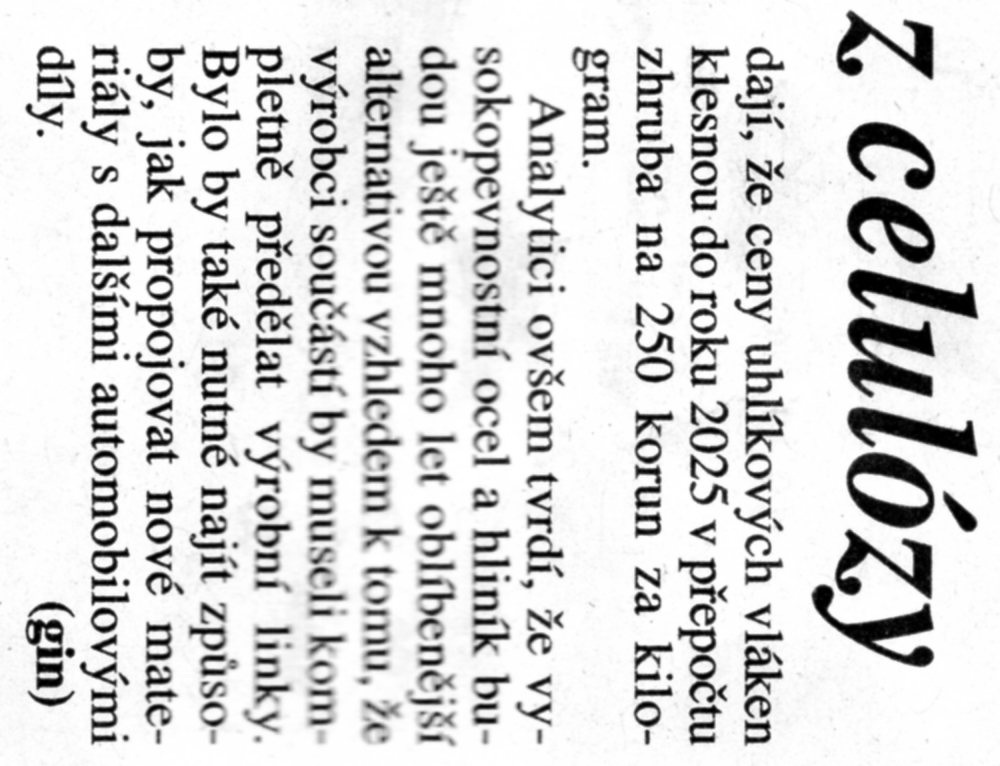 z celulózy
dají, že ceny uhlíkových vláken
klesnou do roku 2025 v přepočtu
zhruba na 250 korun za kilo-
gram.
Analytici ovšem tvrdí, že vy-
sokopevnostní ocel a hliník bu-
dou ještě mnoho let oblíbenější
alternativou vzhledem k tomu, že
výrobci součástí by museli kom-
pletně předělat výrobní linky.
Bylo by také nutné najít způso-
by, jak propojovat nové mate-
riály s dalšími automobilovými
díly.
(gin)